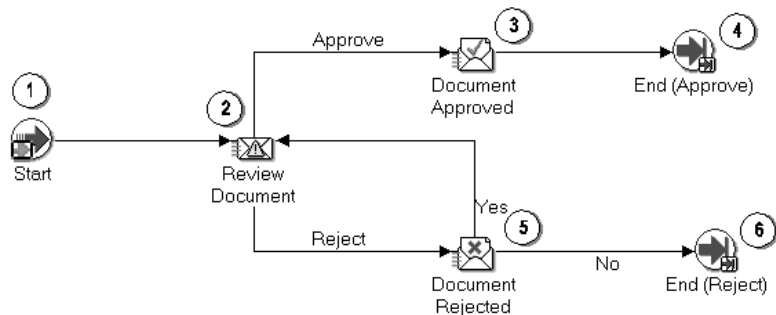 1
Start
2
Review
Document
Approve
3
Document
Approved
4
End (Approve)
Reject
Yes
5
Document
Rejected
No
6
End (Reject)